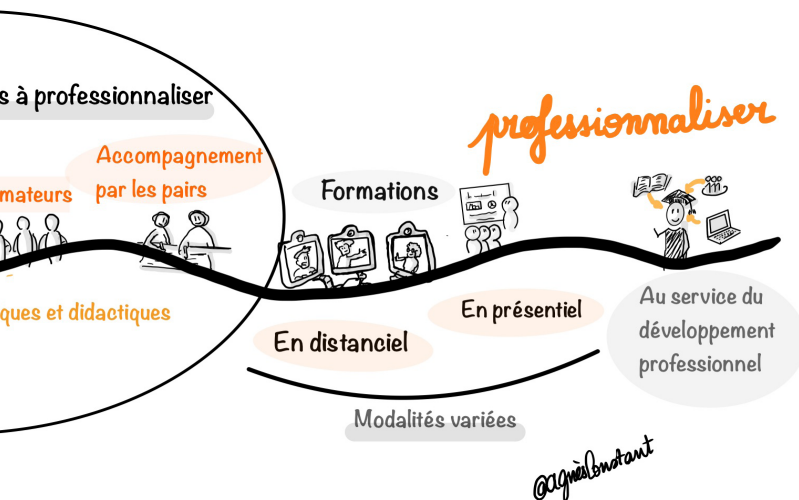 s à professionnaliser
professionnaliser
Accompagnement
par les pairs
mateurs
Formations
ques et didactiques
En distanciel
En présentiel
Au service du
développement
professionnel
Modalités variées
@agnèsConstant